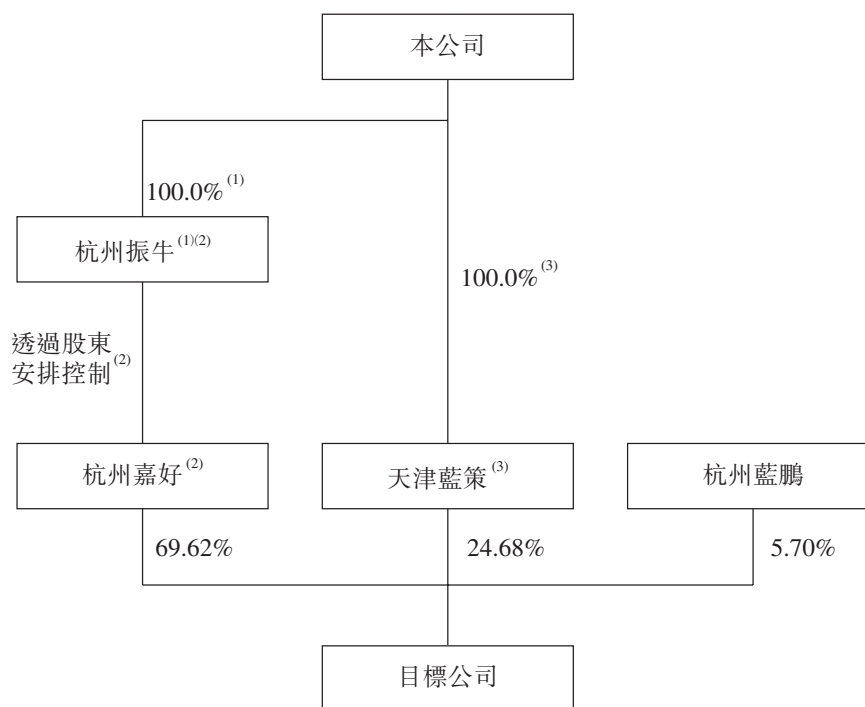 本公司
100.0%(1)
杭州振牛(1)(2)
100.0%(3)
透過股東
安排控制(2)
杭州嘉好(2)
天津藍策(3)
杭州藍鵬
69.62%
24.68%
5.70%
目標公司